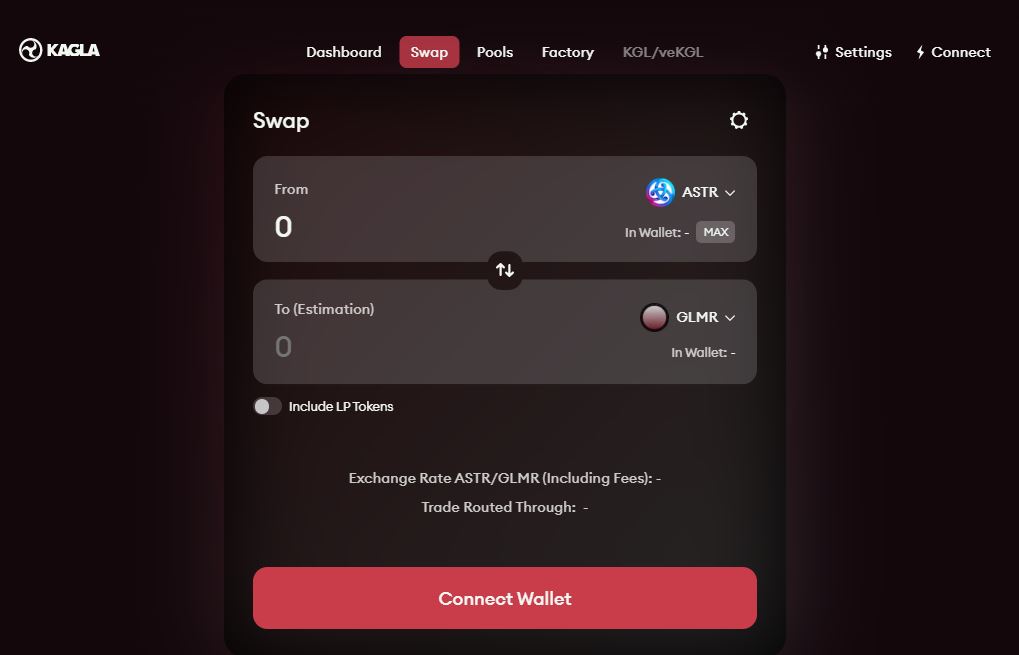 KAGLA
Dashboard Swap Pools Factory KGL/veKGL Settings Connect
Swap
From
ASTR
0
In Wallet: - MAX
To (Estimation)
GLMR
0
In Wallet: -
Include LP Tokens
Exchange Rate ASTR/GLMR (Including Fees): -
Trade Routed Through: -
Connect Wallet